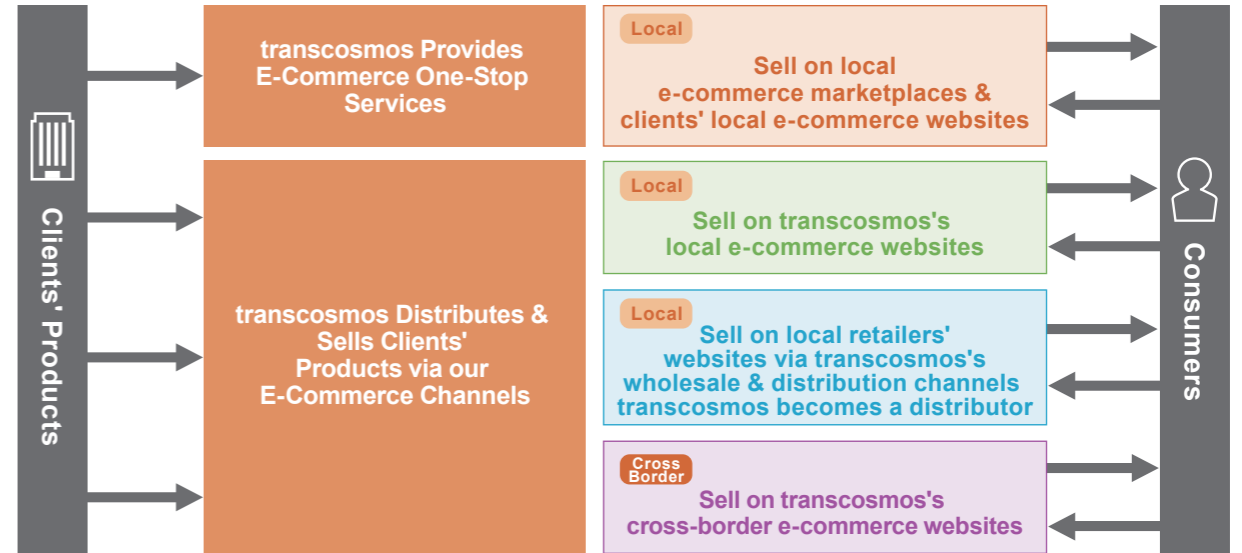 Clients' Products
transcosmos Provides
E-Commerce One-Stop
Services
transcosmos Distributes &
Sells Clients'
Products via our
E-Commerce Channels
Local
Sell on local
e-commerce marketplaces &
clients' local e-commerce websites
Local
Sell on transcosmos's
local e-commerce websites
Local
Sell on local retailers'
websites via transcosmos's
wholesale & distribution channels
transcosmos becomes a distributor
Cross
Border
Sell on transcosmos's
cross-border e-commerce websites
Consumers